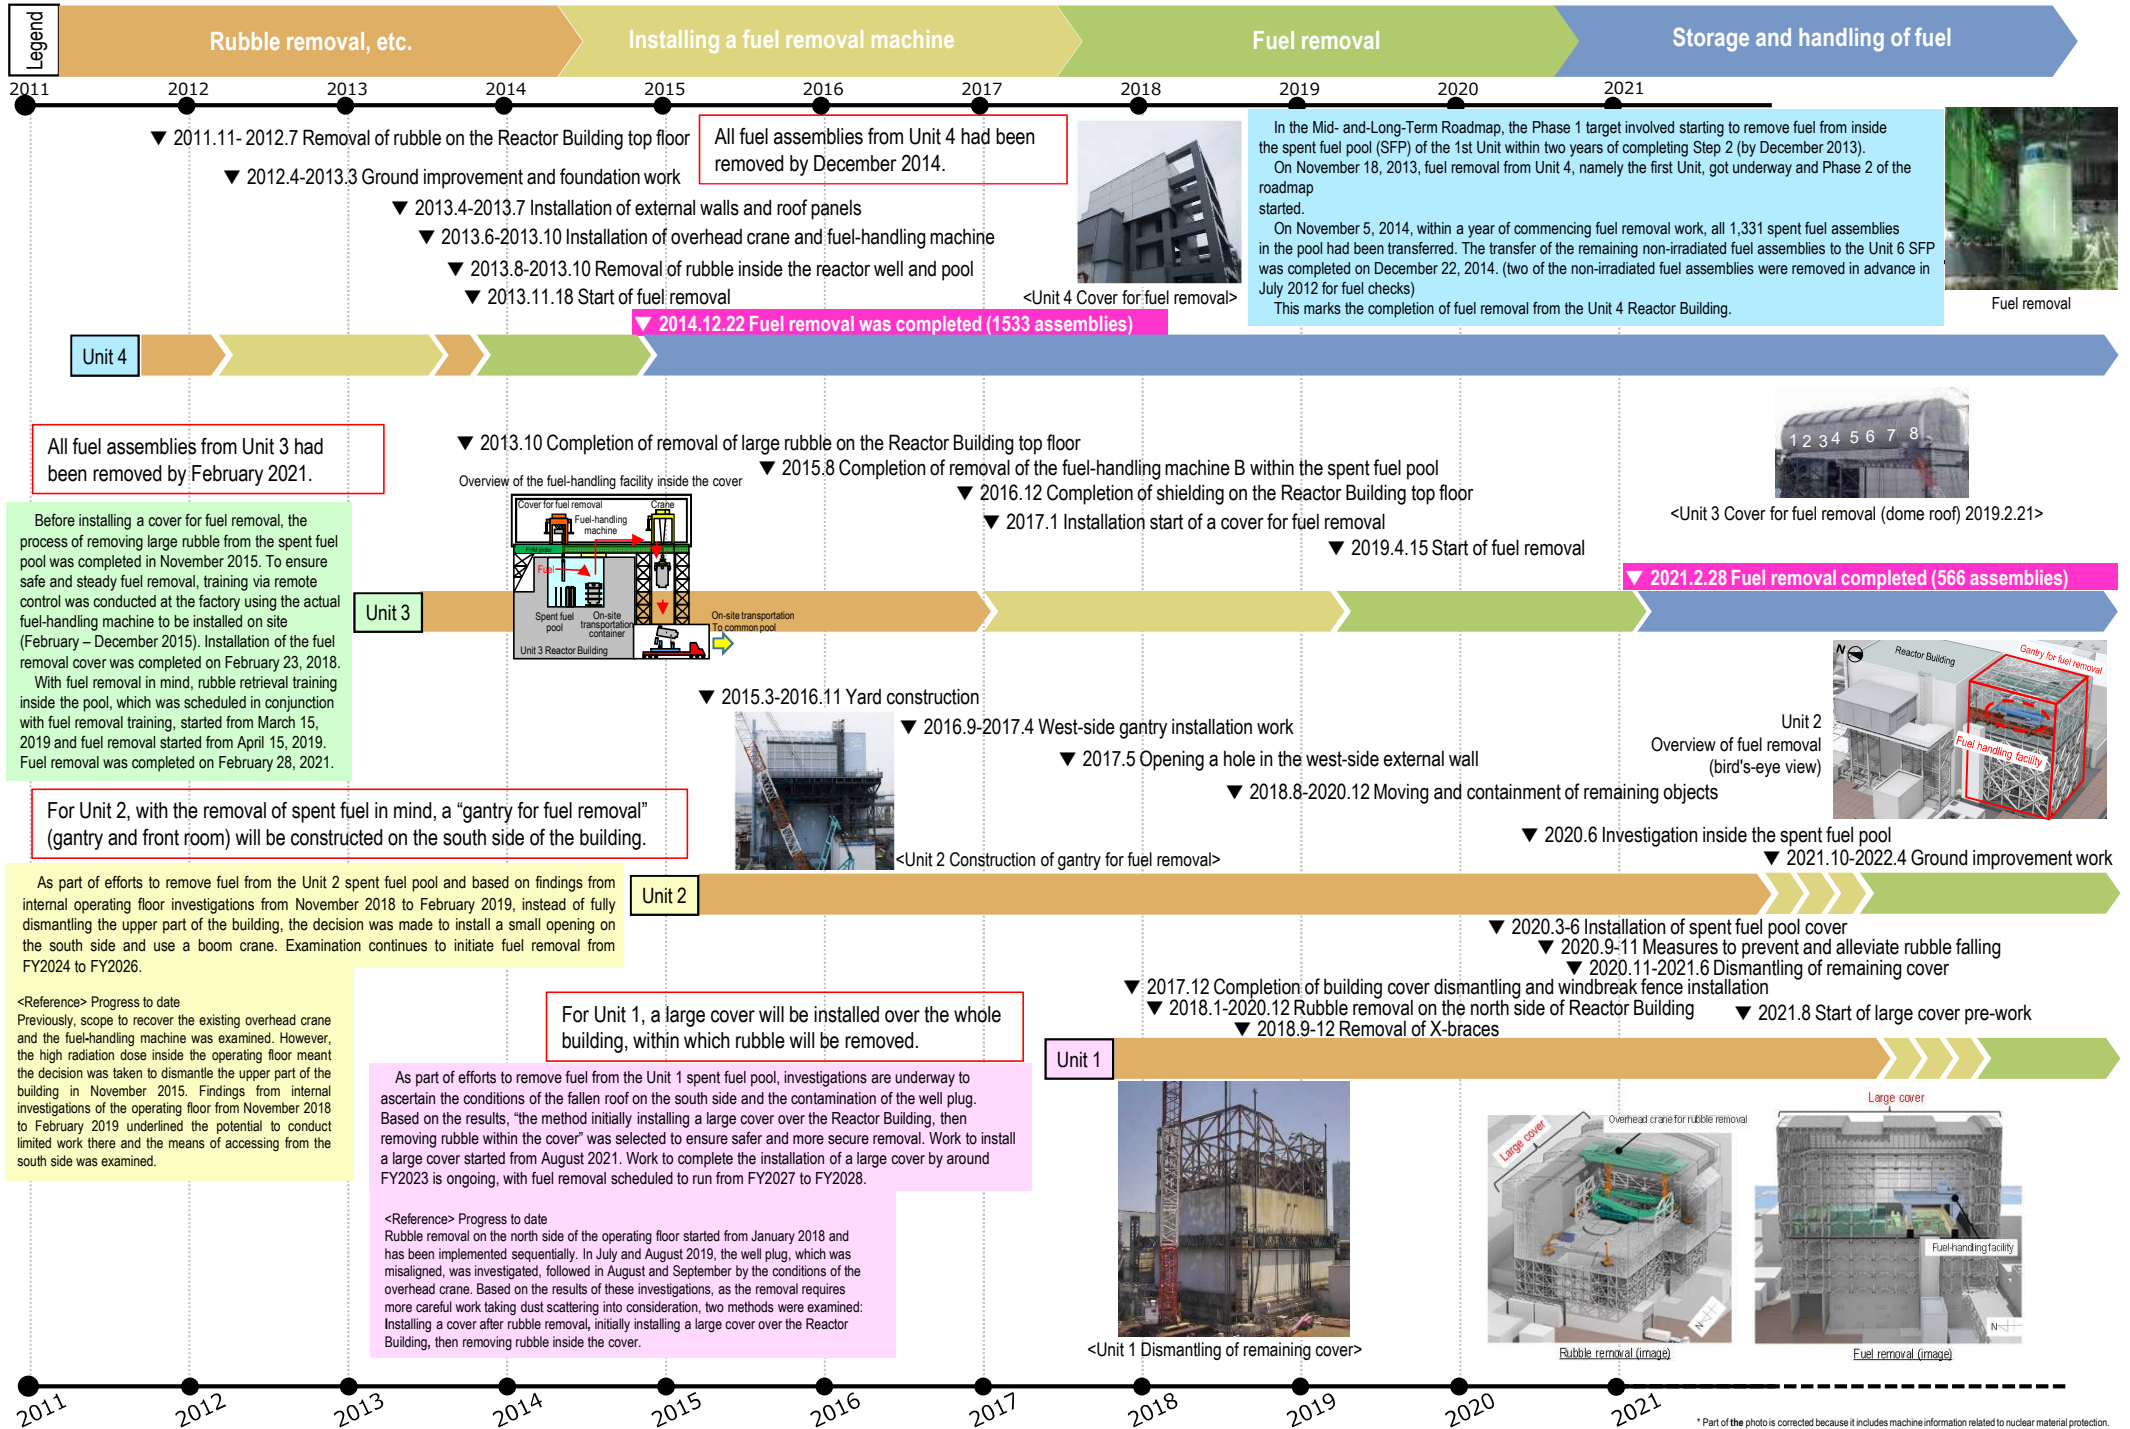 Legend
Rubble removal, etc.
Installing a fuel removal machine
Fuel removal
Storage and handling of fuel
2011
2012
2013
2014
2015
2016
2017
2018
2019
2020
2021
▼ 2011.11- 2012.7 Removal of rubble on the Reactor Building top floor
▼ 2012.4-2013.3 Ground improvement and foundation work
▼ 2013.4-2013.7 Installation of external walls and roof panels
▼ 2013.6-2013.10 Installation of overhead crane and fuel-handling machine
▼ 2013.8-2013.10 Removal of rubble inside the reactor well and pool
▼ 2013.11.18 Start of fuel removal
All fuel assemblies from Unit 4 had been
removed by December 2014.
<Unit 4 Cover for fuel removal>
In the Mid- and-Long-Term Roadmap, the Phase 1 target involved starting to remove fuel from inside
the spent fuel pool (SFP) of the 1st Unit within two years of completing Step 2 (by December 2013).
On November 18, 2013, fuel removal from Unit 4, namely the first Unit, got underway and Phase 2 of the
roadmap
started.
On November 5, 2014, within a year of commencing fuel removal work, all 1,331 spent fuel assemblies
in the pool had been transferred. The transfer of the remaining non-irradiated fuel assemblies to the Unit 6 SFP
was completed on December 22, 2014. (two of the non-irradiated fuel assemblies were removed in advance in
July 2012 for fuel checks)
This marks the completion of fuel removal from the Unit 4 Reactor Building.
Fuel removal
▼ 2014.12.22 Fuel removal was completed (1533 assemblies)
Unit 4
All fuel assemblies from Unit 3 had
been removed by February 2021.
▼ 2013.10 Completion of removal of large rubble on the Reactor Building top floor
▼ 2015.8 Completion of removal of the fuel-handling machine B within the spent fuel pool
▼ 2016.12 Completion of shielding on the Reactor Building top floor
▼ 2017.1 Installation start of a cover for fuel removal
▼ 2019.4.15 Start of fuel removal
1 2 3 4 5 6 7 8
<Unit 3 Cover for fuel removal (dome roof) 2019.2.21>
▼ 2021.2.28 Fuel removal completed (566 assemblies)
Before installing a cover for fuel removal, the
process of removing large rubble from the spent fuel
pool was completed in November 2015. To ensure
safe and steady fuel removal, training via remote
control was conducted at the factory using the actual
fuel-handling machine to be installed on site
(February – December 2015). Installation of the fuel
removal cover was completed on February 23, 2018.
With fuel removal in mind, rubble retrieval training
inside the pool, which was scheduled in conjunction
with fuel removal training, started from March 15,
2019 and fuel removal started from April 15, 2019.
Fuel removal was completed on February 28, 2021.
Unit 3
Overview of the fuel-handling facility inside the cover
Cover for fuel removal
Crane
Fuel-handling
machine
FHM girder
Fuel
Spent fuel
pool
On-site
transportation
container
Unit 3 Reactor Building
On-site transportation
To common pool
▼ 2015.3-2016.11 Yard construction
▼ 2016.9-2017.4 West-side gantry installation work
▼ 2017.5 Opening a hole in the west-side external wall
▼ 2018.8-2020.12 Moving and containment of remaining objects
▼ 2020.6 Investigation inside the spent fuel pool
▼ 2021.10-2022.4 Ground improvement work
Unit 2
Overview of fuel removal
(bird's-eye view)
N
Reactor Building
Gantry for fuel removal
Fuel handling facility
<Unit 2 Construction of gantry for fuel removal>
For Unit 2, with the removal of spent fuel in mind, a “gantry for fuel removal”
(gantry and front room) will be constructed on the south side of the building.
Unit 2
As part of efforts to remove fuel from the Unit 2 spent fuel pool and based on findings from
internal operating floor investigations from November 2018 to February 2019, instead of fully
dismantling the upper part of the building, the decision was made to install a small opening on
the south side and use a boom crane. Examination continues to initiate fuel removal from
FY2024 to FY2026.
<Reference> Progress to date
Previously, scope to recover the existing overhead crane
and the fuel-handling machine was examined. However,
the high radiation dose inside the operating floor meant
the decision was taken to dismantle the upper part of the
building in November 2015. Findings from internal
investigations of the operating floor from November 2018
to February 2019 underlined the potential to conduct
limited work there and the means of accessing from the
south side was examined.
▼ 2020.3-6 Installation of spent fuel pool cover
▼ 2020.9-11 Measures to prevent and alleviate rubble falling
▼ 2020.11-2021.6 Dismantling of remaining cover
▼ 2017.12 Completion of building cover dismantling and windbreak fence installation
▼ 2018.1-2020.12 Rubble removal on the north side of Reactor Building
▼ 2018.9-12 Removal of X-braces
▼ 2021.8 Start of large cover pre-work
For Unit 1, a large cover will be installed over the whole
building, within which rubble will be removed.
Unit 1
As part of efforts to remove fuel from the Unit 1 spent fuel pool, investigations are underway to
ascertain the conditions of the fallen roof on the south side and the contamination of the well plug.
Based on the results, “the method initially installing a large cover over the Reactor Building, then
removing rubble within the cover” was selected to ensure safer and more secure removal. Work to install
a large cover started from August 2021. Work to complete the installation of a large cover by around
FY2023 is ongoing, with fuel removal scheduled to run from FY2027 to FY2028.
<Reference> Progress to date
Rubble removal on the north side of the operating floor started from January 2018 and
has been implemented sequentially. In July and August 2019, the well plug, which was
misaligned, was investigated, followed in August and September by the conditions of the
overhead crane. Based on the results of these investigations, as the removal requires
more careful work taking dust scattering into consideration, two methods were examined:
Installing a cover after rubble removal, initially installing a large cover over the Reactor
Building, then removing rubble inside the cover.
<Unit 1 Dismantling of remaining cover>
Large cover
Overhead crane for rubble removal
N
Rubble removal (image)
Large cover
Fuel-handling facility
N
Fuel removal (image)
2011
2012
2013
2014
2015
2016
2017
2018
2019
2020
2021
* Part of the photo is corrected because it includes machine information related to nuclear material protection.